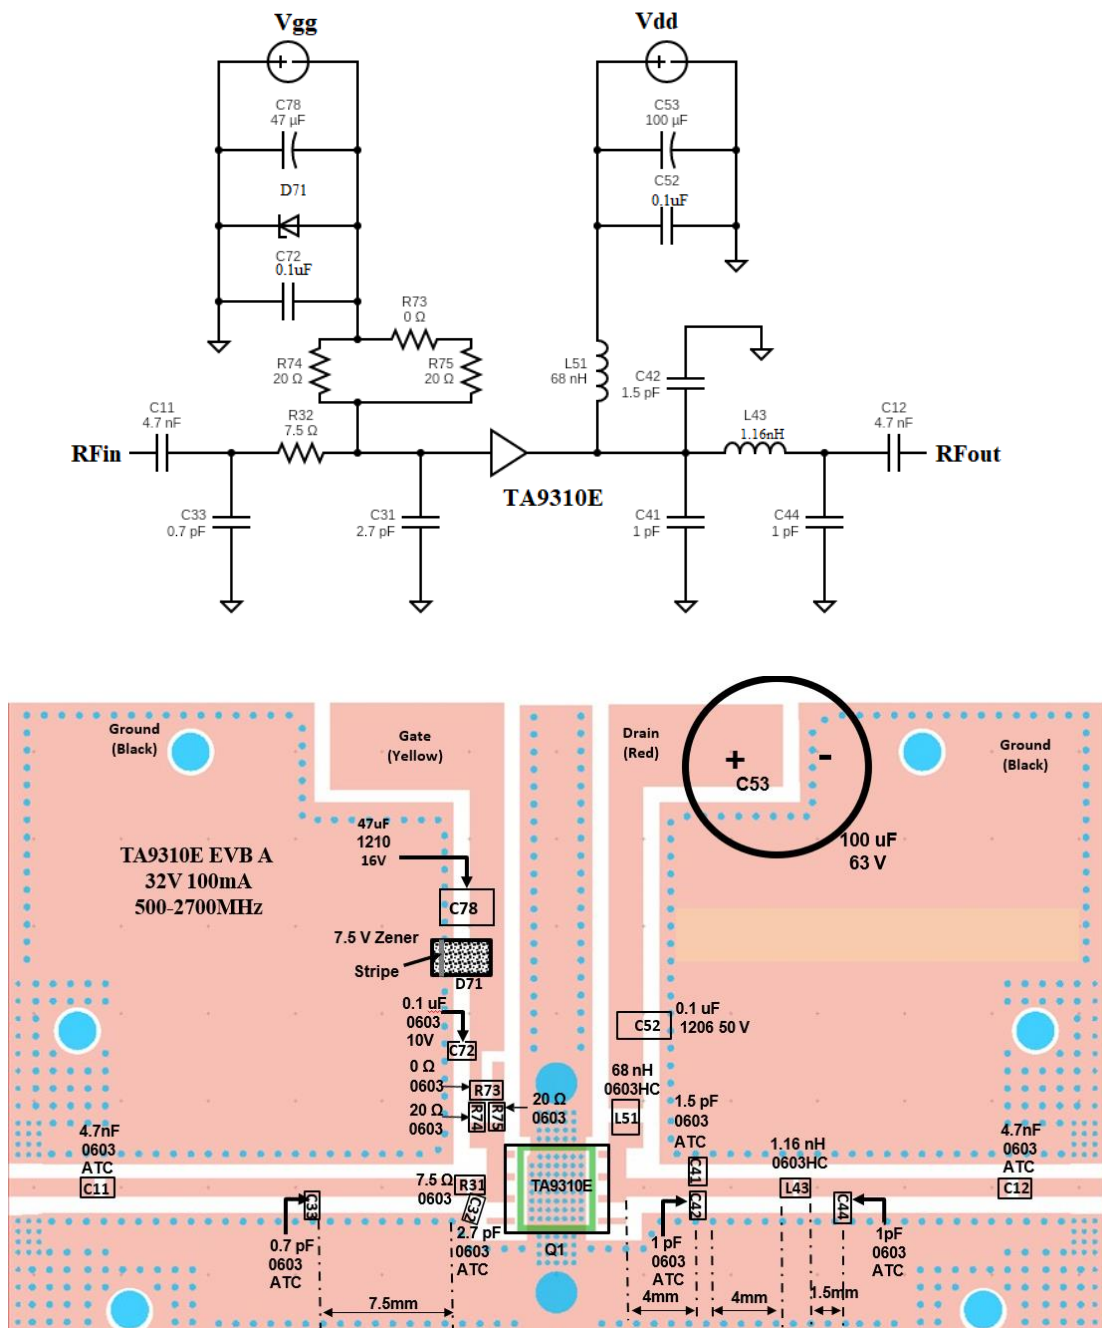 Vgg
Vdd
C78
47 µF
D71
C72
0.1uF
C53
100 µF
C52
0.1uF
R73
0 Ω
R74
20 Ω
R75
20 Ω
L51
68 nH
C42
1.5 pF
C11
4.7 nF
R32
7.5 Ω
L43
1.16nH
C12
4.7 nF
RFin
RFout
TA9310E
C33
0.7 pF
C31
2.7 pF
C41
1 pF
C44
1 pF
Ground
(Black)
Gate
(Yellow)
Drain
(Red)
+ -
C53
Ground
(Black)
47uF
1210
16V
100 uF
63 V
TA9310E EVB A
32V 100mA
500-2700MHz
C78
7.5 V Zener
Stripe
D71
0.1 uF
0603
10V
C72
C52
0.1 uF
1206 50 V
0 Ω
0603
R73
20 Ω
0603
R74
R75
20 Ω
0603
68 nH
0603HC
L51
1.5 pF
0603
ATC
C41
4.7nF
0603
ATC
C11
7.5 Ω
0603
R31
TA9310E
1.16 nH
0603HC
L43
4.7nF
0603
ATC
C12
C33
C32
C42
C44
0.7 pF
0603
ATC
2.7 pF
0603
ATC
Q1
1 pF
0603
ATC
1pF
0603
ATC
7.5mm
4mm
4mm
1.5mm